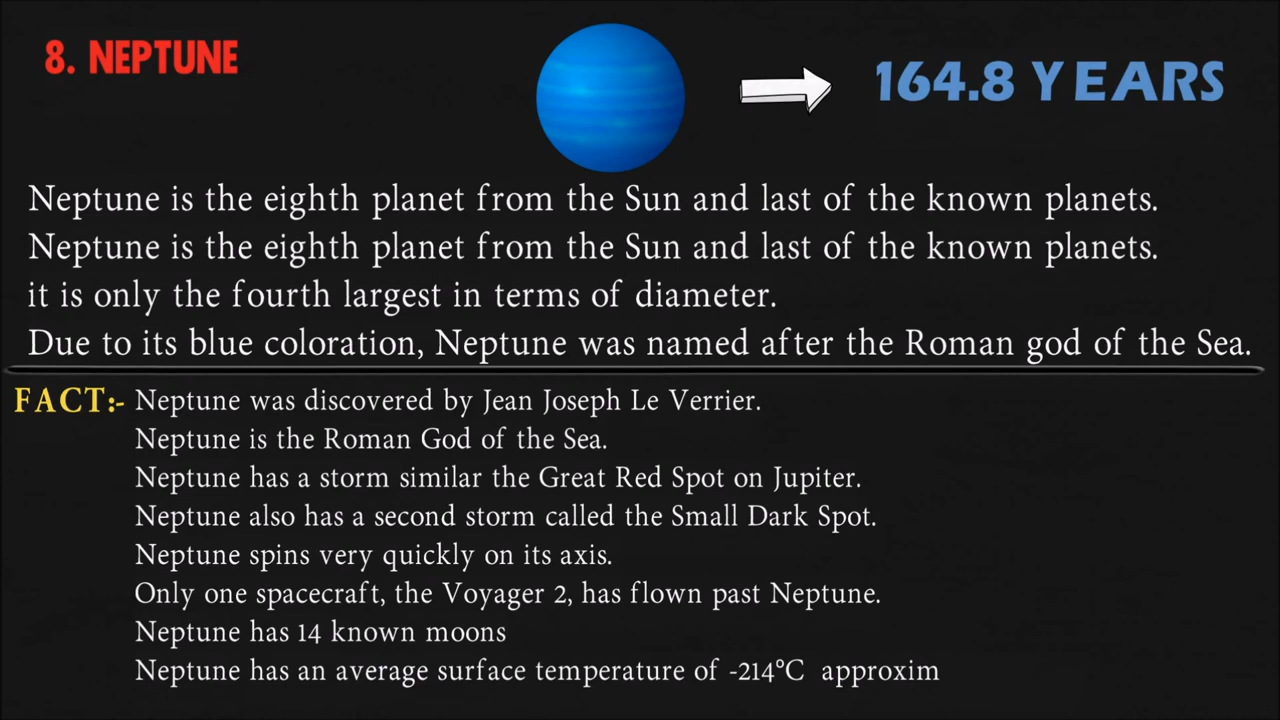 8. NEPTUNE
164.8 YEARS
Neptune is the eighth planet from the Sun and last of the known planets.
Neptune is the eighth planet from the Sun and last of the known planets.
it is only the fourth largest in terms of diameter.
Due to its blue coloration, Neptune was named after the Roman god of the Sea.
FACT:- Neptune was discovered by Jean Joseph Le Verrier.
Neptune is the Roman God of the Sea.
Neptune has a storm similar the Great Red Spot on Jupiter.
Neptune also has a second storm called the Small Dark Spot.
Neptune spins very quickly on its axis.
Only one spacecraft, the Voyager 2, has flown past Neptune.
Neptune has 14 known moons
Neptune has an average surface temperature of -214°C approxim